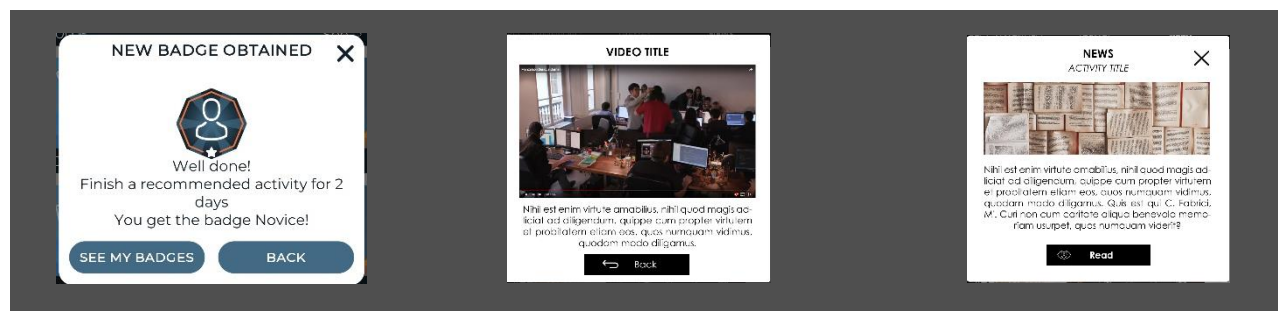 NEW BADGE OBTAINED
Well done!
Finish a recommended activity for 2
days
You get the badge Novice!
SEE MY BADGES
BACK
VIDEO TITLE
Nihil est enim virtute amabilius, nihil quod magis ad-
liciat ad diligendum, quippe cum propter virtutem
et probitatem etiam eos, quos numquam vidimus,
quodam modo diligamus.
Back
NEWS
ACTIVITY TITLE
Nihil est enim virtute amabilius, nihil quod magis ad-
liciat ad diligendum, quippe cum propter virtutem
et probitatem etiam eos, quos numquam vidimus,
quodam modo diligamus. Quis est qui C. Fabrici,
M', Curi non cum caritate aliqua benevola memo-
riam usurpet, quos numquam viderit?
Read